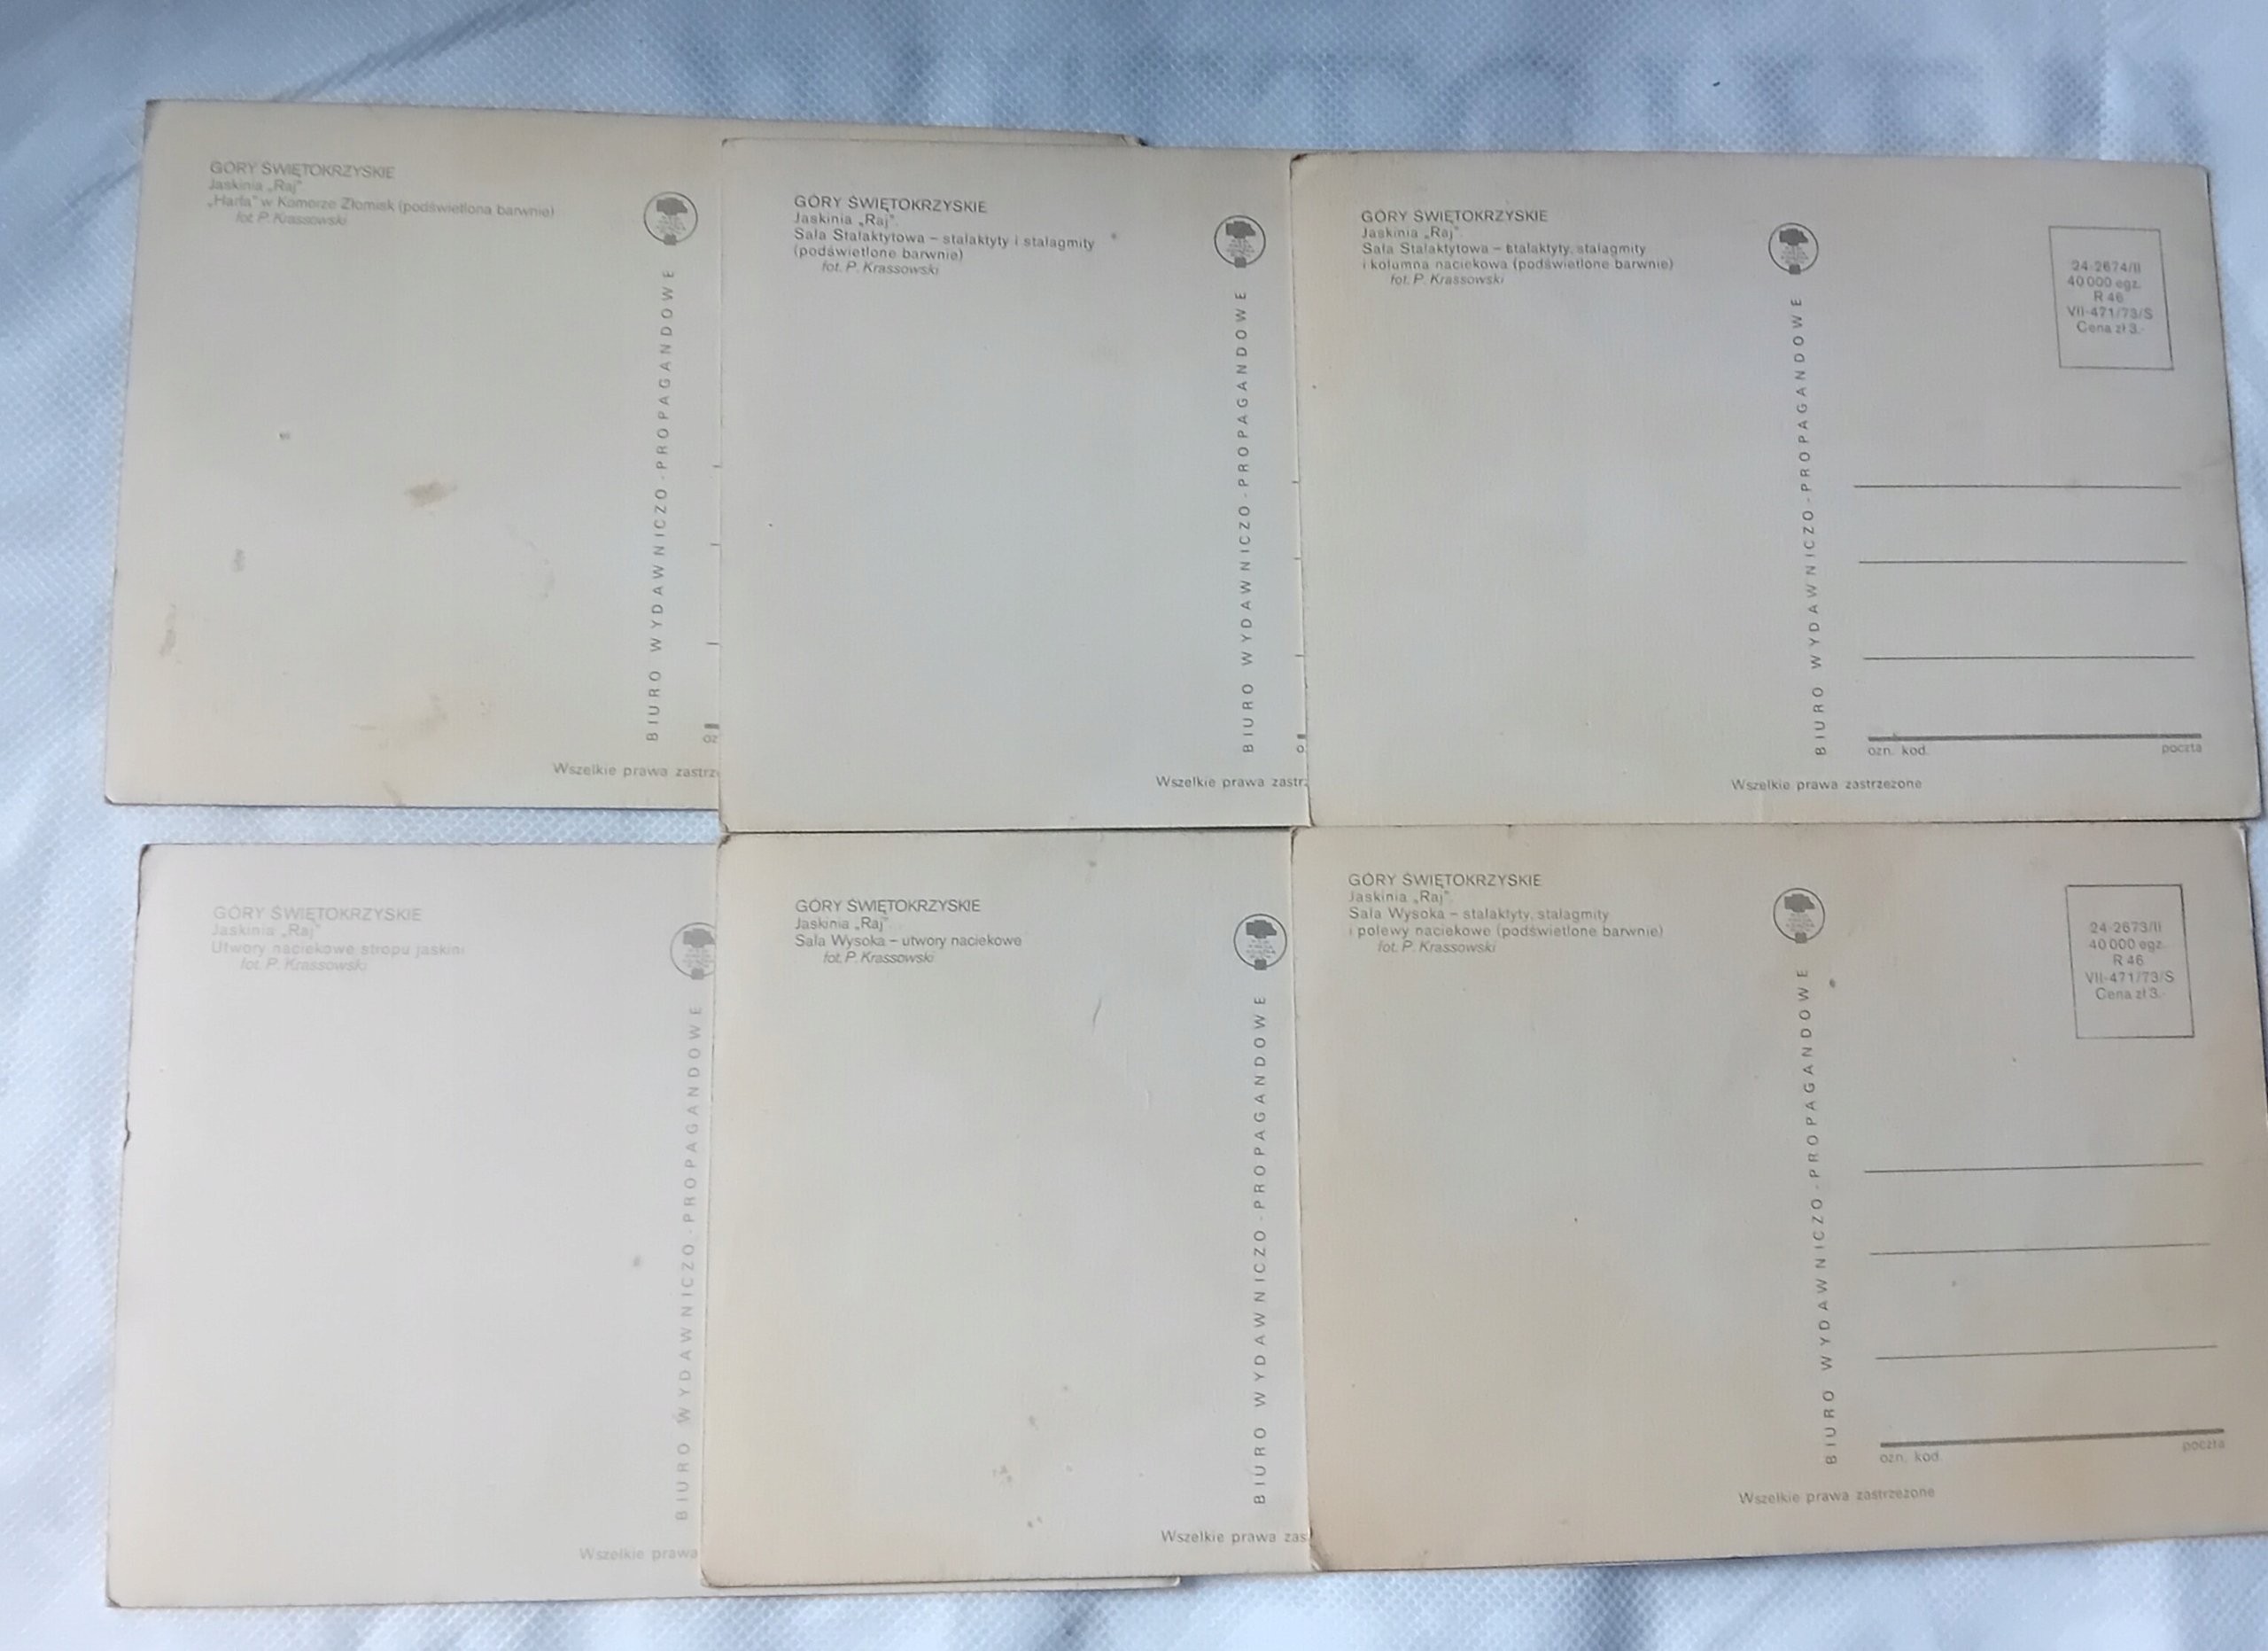 GÓRY ŚWIĘTOKRZYSKIE
Jaskinia „Raj”
„Harfa” w Komorze Złomisk (podświetlona barwnie)
fot. P. Krassowski
BIURO WYDAWNICZO-PROPAGANDOWE
Wszelkie prawa zastrz
GÓRY ŚWIĘTOKRZYSKIE
Jaskinia „Raj”.
Sala Stalaktytowa – stalaktyty i stalagmity
(podświetlone barwnie)
fot. P. Krassowski
BIURO WYDAWNICZO-PROPAGANDOWE
Wszelkie prawa zastrz
GÓRY ŚWIĘTOKRZYSKIE
Jaskinia „Raj”.
Sala Stalaktytowa – stalaktyty, stalagmity
i kolumna naciekowa (podświetlone barwnie)
fot. P. Krassowski
BIURO WYDAWNICZO-PROPAGANDOWE
24-2674/II
40 000 egz.
R 46
VII-471/73/S
Cena zł 3.-
ozn. kod. poczta
Wszelkie prawa zastrzeżone
GÓRY ŚWIĘTOKRZYSKIE
Jaskinia „Raj”
Utwory naciekowe stropu jaskini
fot. P. Krassowski
BIURO WYDAWNICZO-PROPAGANDOWE
Wszelkie prawa
GÓRY ŚWIĘTOKRZYSKIE
Jaskinia „Raj”
Sala Wysoka – utwory naciekowe
fot. P. Krassowski
BIURO WYDAWNICZO-PROPAGANDOWE
Wszelkie prawa zas
GÓRY ŚWIĘTOKRZYSKIE
Jaskinia „Raj”.
Sala Wysoka – stalaktyty, stalagmity
i polewy naciekowe (podświetlone barwnie)
fot. P. Krassowski
BIURO WYDAWNICZO-PROPAGANDOWE
24-2673/II
40 000 egz.
R 46
VII-471/73/S
Cena zł 3.-
ozn. kod. poczta
Wszelkie prawa zastrzeżone